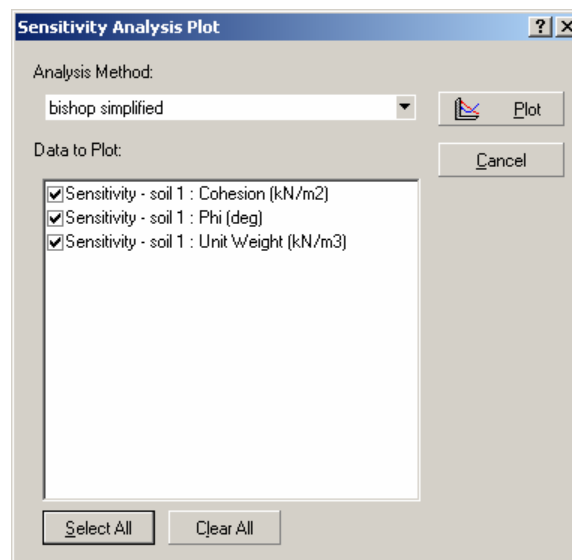 Sensitivity Analysis Plot
Analysis Method:
bishop simplified
Plot
Data to Plot:
Cancel
Sensitivity - soil 1 : Cohesion (kN/m2)
Sensitivity - soil 1 : Phi (deg)
Sensitivity - soil 1 : Unit Weight (kN/m3)
Select All
Clear All